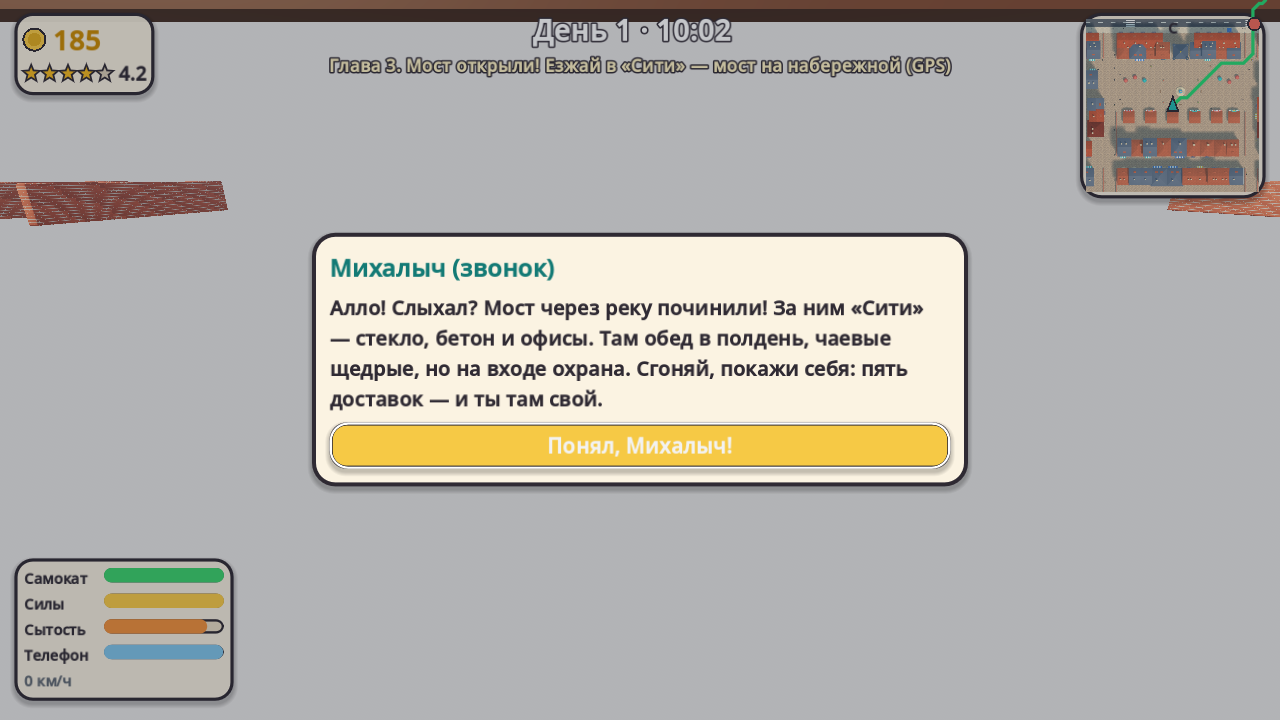 185
4.2
День 1 • 10:02
Глава 3. Мост открыли! Езжай в «Сити» — мост на набережной (GPS)
Михалыч (звонок)
Алло! Слыхал? Мост через реку починили! За ним «Сити»
— стекло, бетон и офисы. Там обед в полдень, чаевые
щедрые, но на входе охрана. Сгоняй, покажи себя: пять
доставок — и ты там свой.
Понял, Михалыч!
Самокат
Силы
Сытость
Телефон
0 км/ч